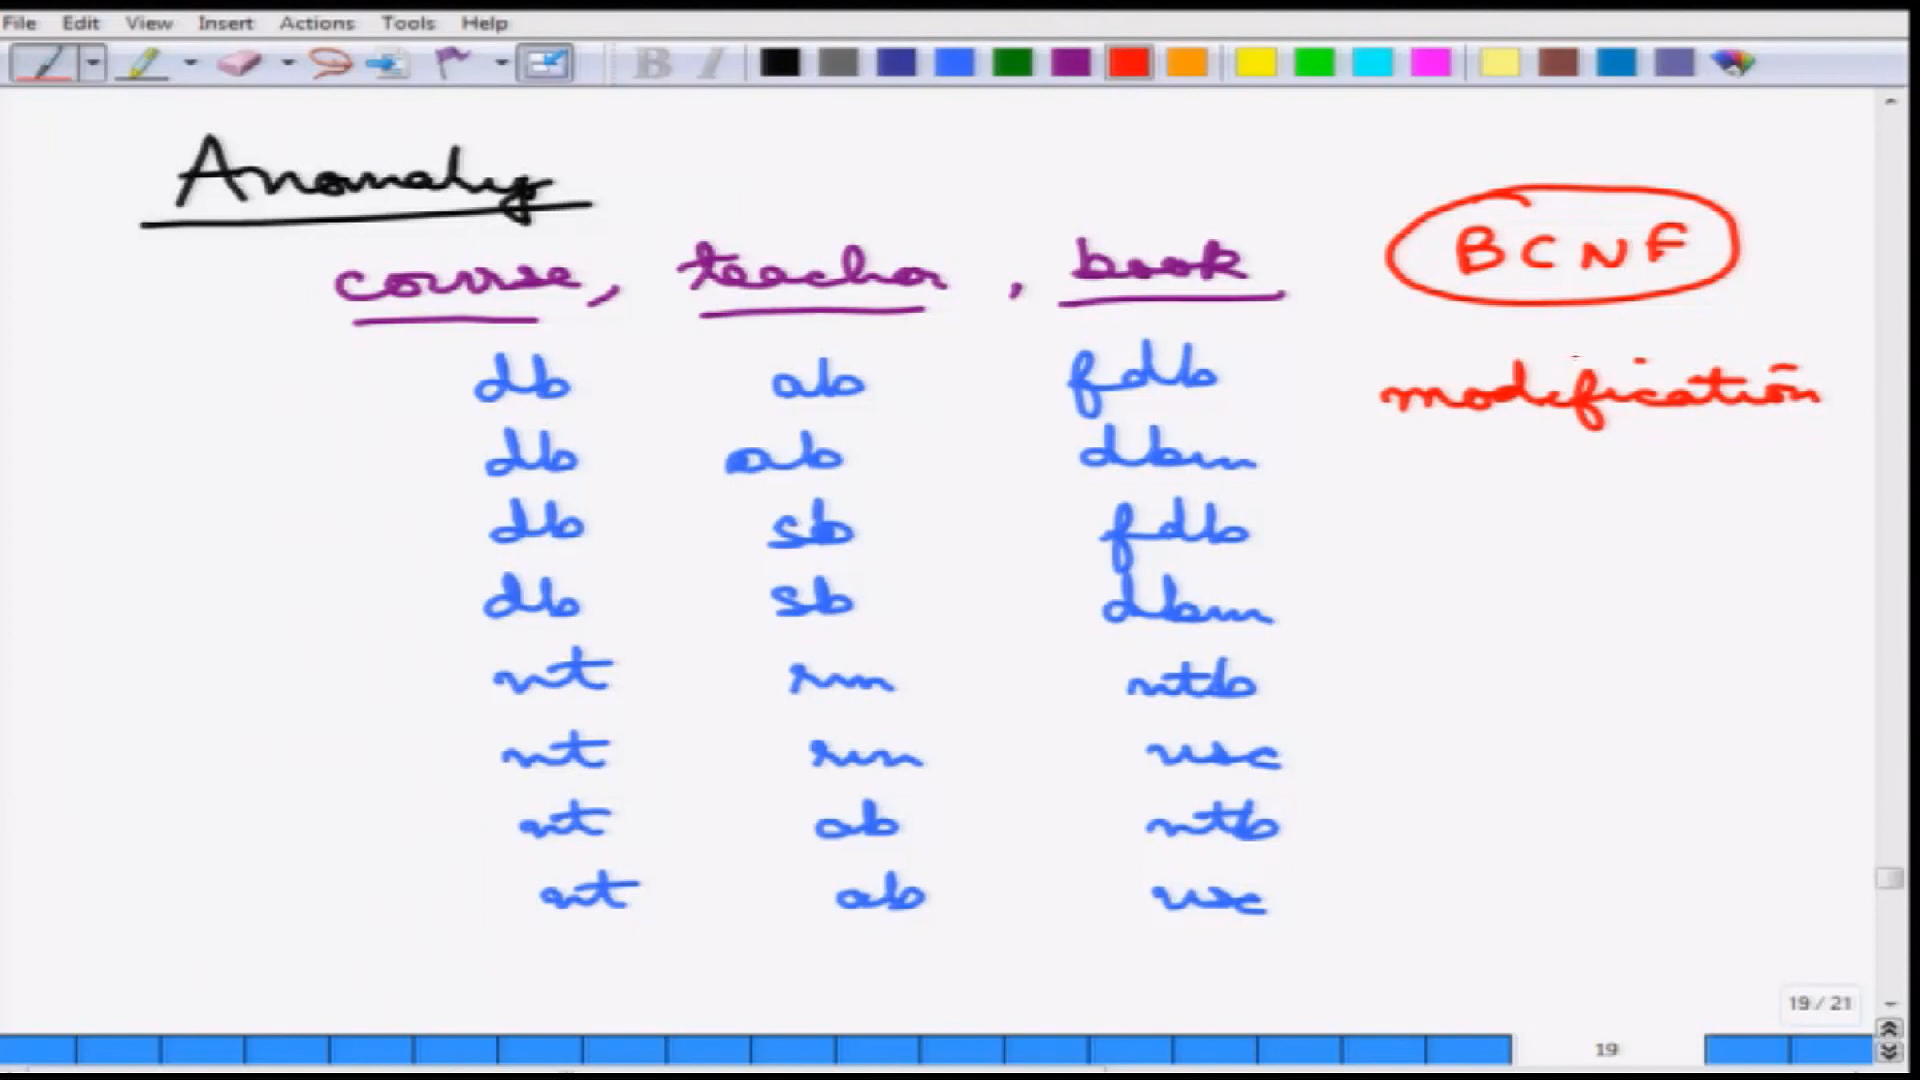 File Edit View Insert Actions Tools Help
B I
Anomaly
course, teacher, book
BCNF
db ab fdb
modification
db ab dbm
db sb fdb
db sb dbm
nt rm ntb
nt rm nsc
nt ab ntb
nt ab nsc
19 / 21
19